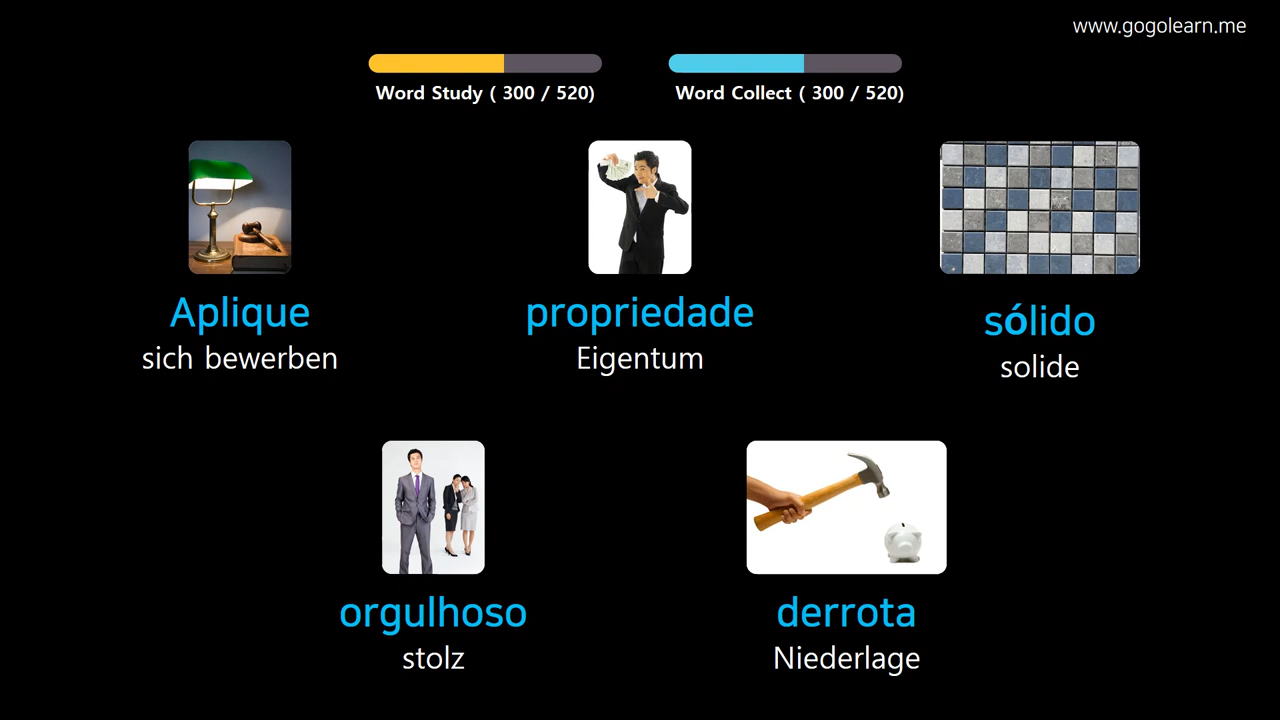 www.gogolearn.me
Word Study ( 300 / 520)
Word Collect ( 300 / 520)
Aplique
sich bewerben
propriedade
Eigentum
sólido
solide
orgulhoso
stolz
derrota
Niederlage